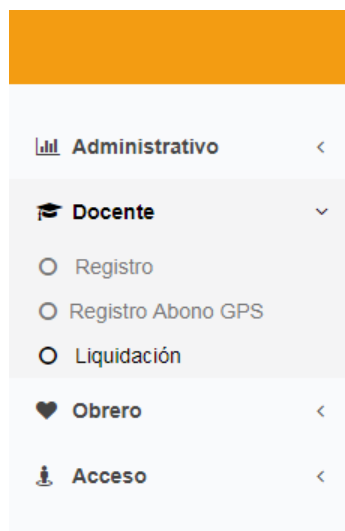 Administrativo
Docente
Registro
Registro Abono GPS
Liquidación
Obrero
Acceso